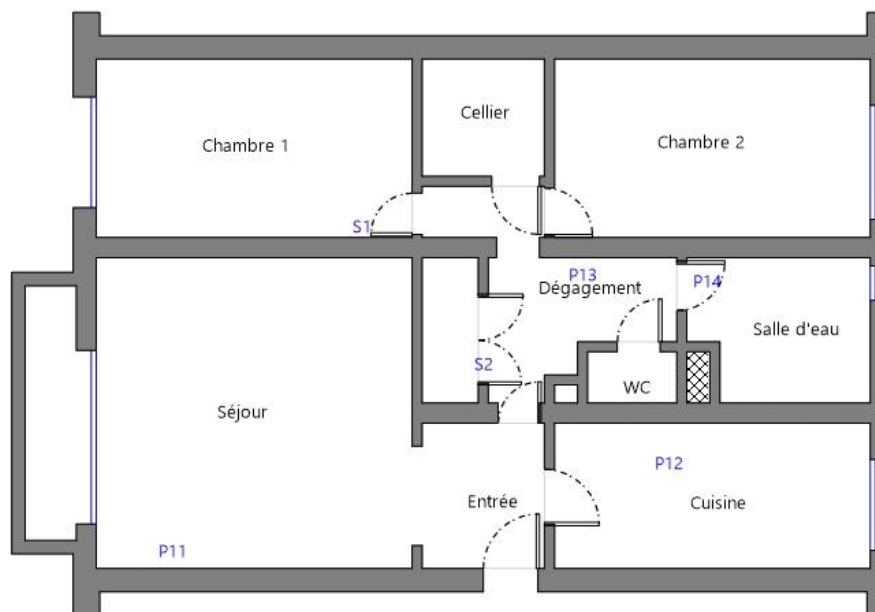 Cellier
Chambre 2
Chambre 1
S1
P13
P14
Dégagement
Salle d'eau
S2
WC
Séjour
P12
Entrée
Cuisine
P11